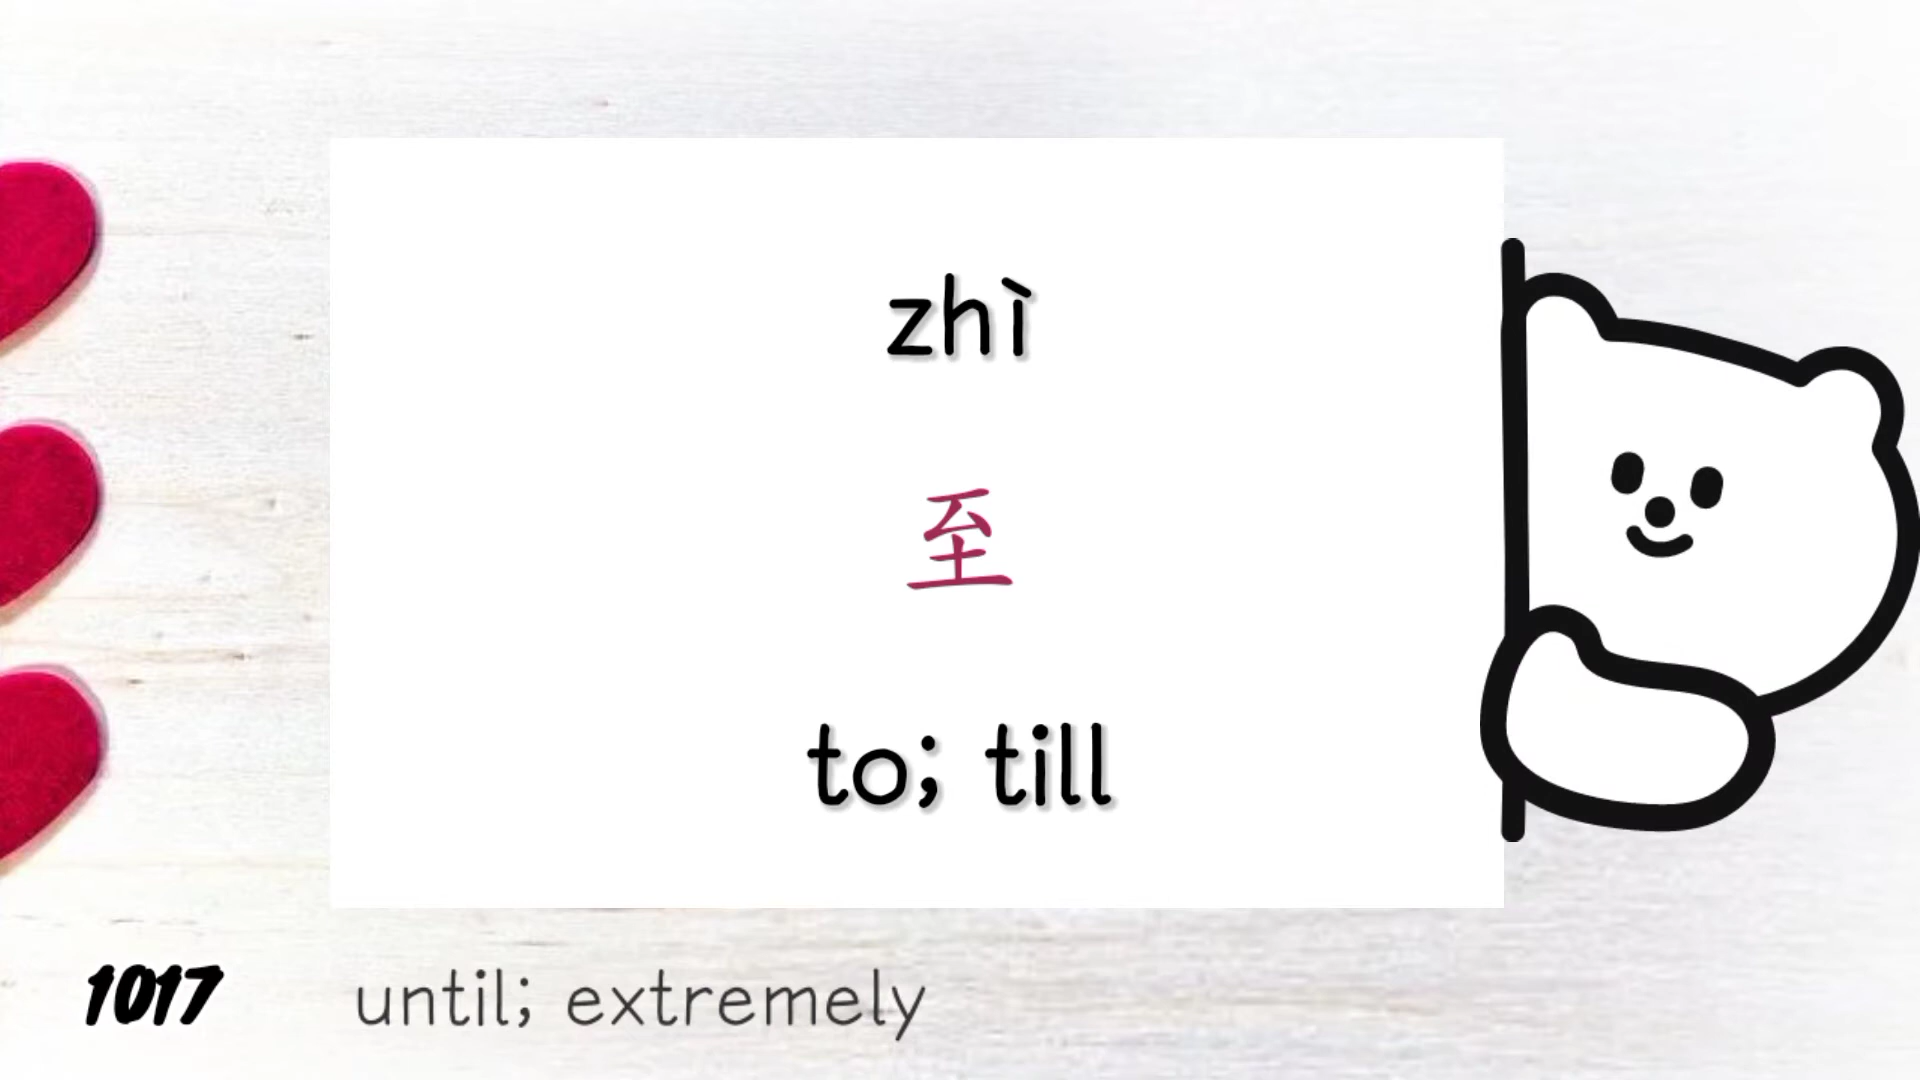 zhì
至
to; till
1017
until; extremely